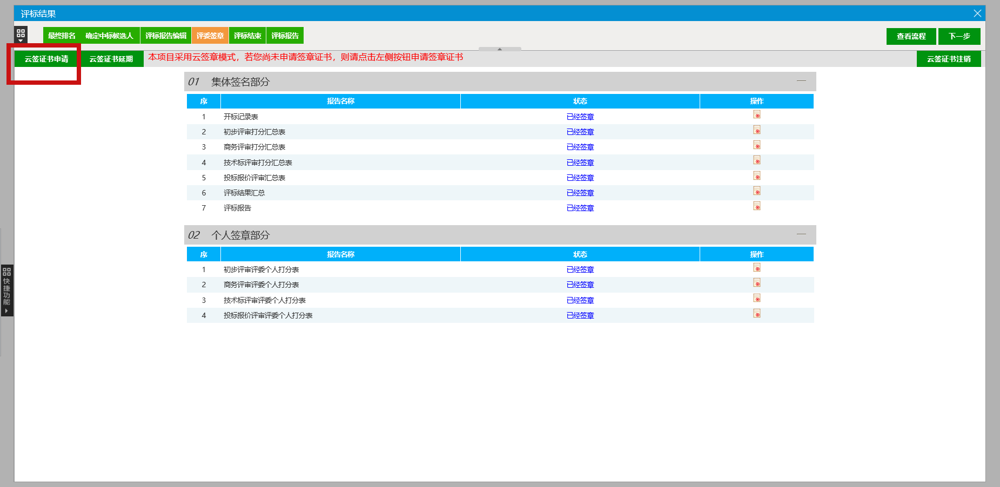 评标结果
最终排名 确定中标候选人 评标报告编辑 评委签章 评标结束 评标报告 查看流程 下一步
云签证书申请 云签证书延期 本项目采用云签章模式，若您尚未申请签章证书，则请点击左侧按钮申请签章证书 云签证书注销
01 集体签名部分
序 报告名称 状态 操作
1 开标记录表 已经签章
2 初步评审打分汇总表 已经签章
3 商务评审打分汇总表 已经签章
4 技术标评审打分汇总表 已经签章
5 投标报价评审汇总表 已经签章
6 评标结果汇总 已经签章
7 评标报告 已经签章
02 个人签章部分
序 报告名称 状态 操作
1 初步评审评委个人打分表 已经签章
2 商务评审评委个人打分表 已经签章
3 技术标评审评委个人打分表 已经签章
4 投标报价评审评委个人打分表 已经签章
快捷功能